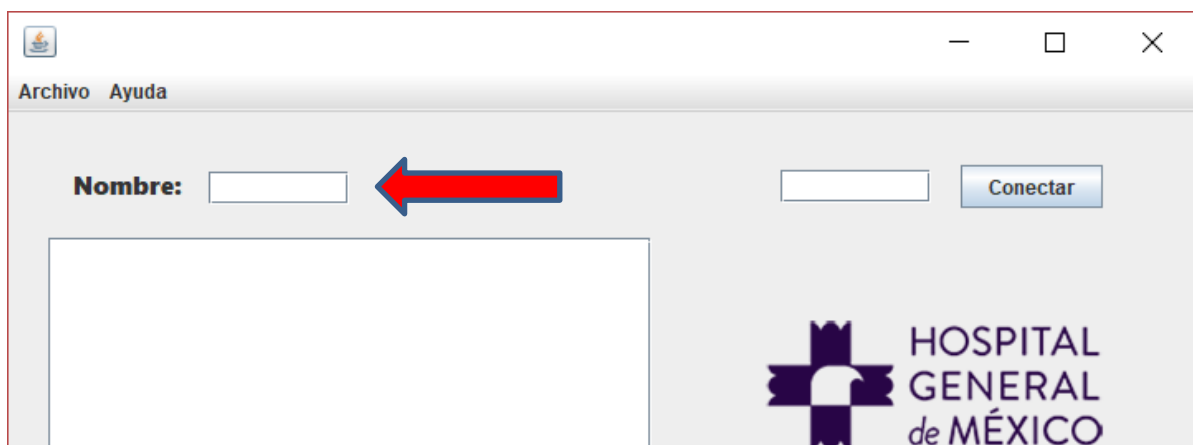 Archivo Ayuda
Nombre:
Conectar
HOSPITAL
GENERAL
de MÉXICO